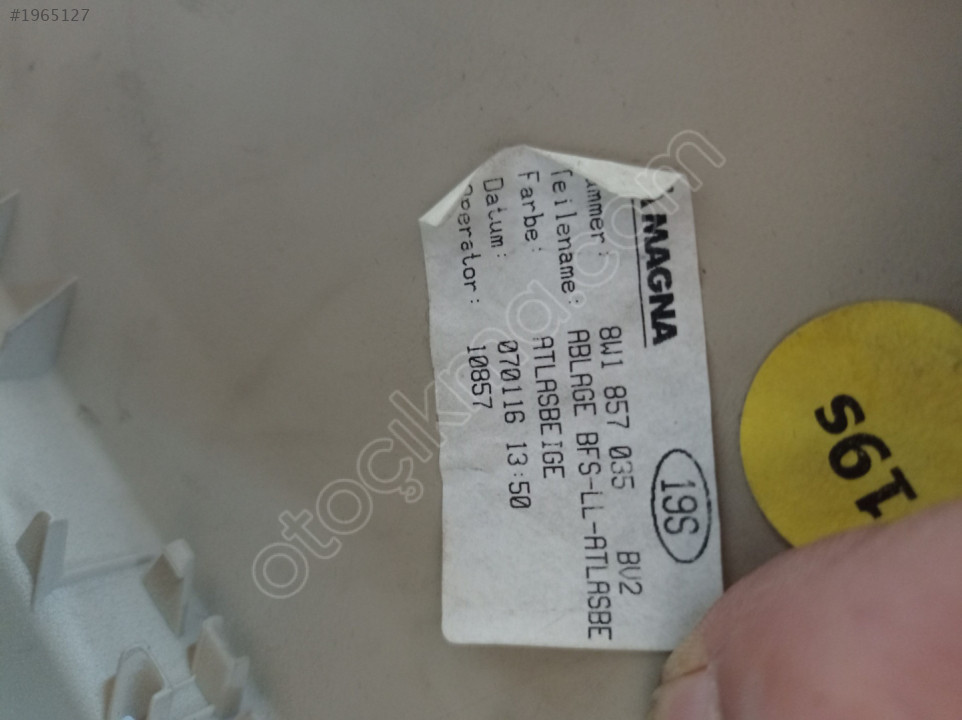 #1965127
MAGNA
19S
ummer: 8W1 857 035 BV2
Teilename: ABLAGE BFS-LL-ATLASBE
Farbe: ATLASBEIGE
Datum: 070116 13:50
Operator: 10857
19S
otoçıkma.com